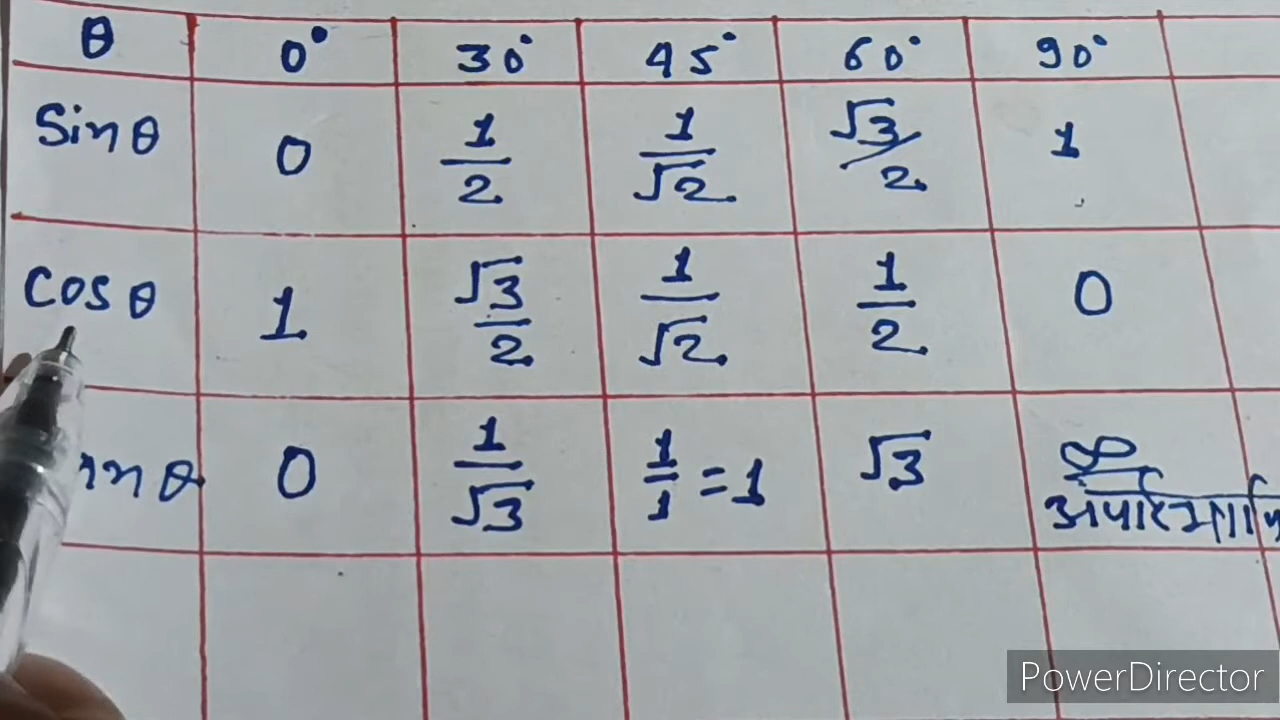 θ 0° 30° 45° 60° 90°
Sinθ 0 1/2 1/√2 √3/2 1
Cosθ 1 √3/2 1/√2 1/2 0
nθ 0 1/√3 1/1 = 1 √3 ∞
PowerDirector